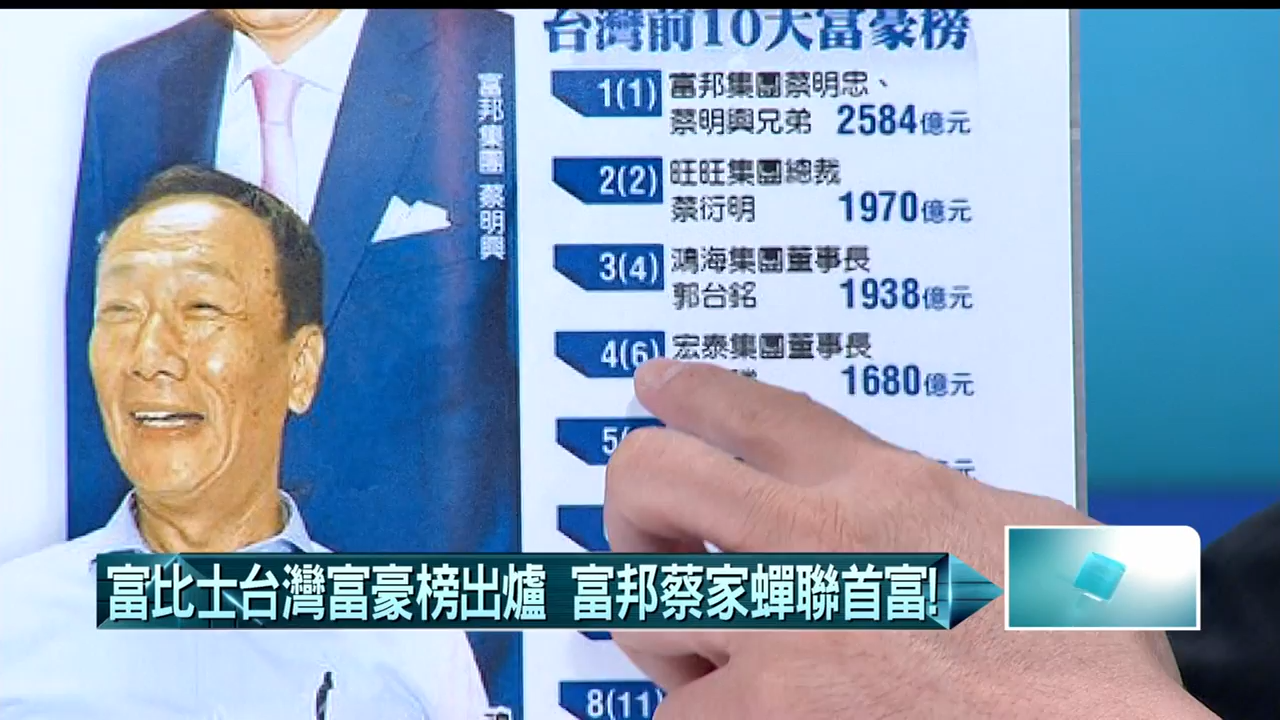 台灣前10大富豪榜
富邦集團 蔡明興
1(1) 富邦集團蔡明忠、
蔡明興兄弟 2584億元
2(2) 旺旺集團總裁
蔡衍明 1970億元
3(4) 鴻海集團董事長
郭台銘 1938億元
4(6) 宏泰集團董事長
1680億元
5(
8(11)
富比士台灣富豪榜出爐 富邦蔡家蟬聯首富!